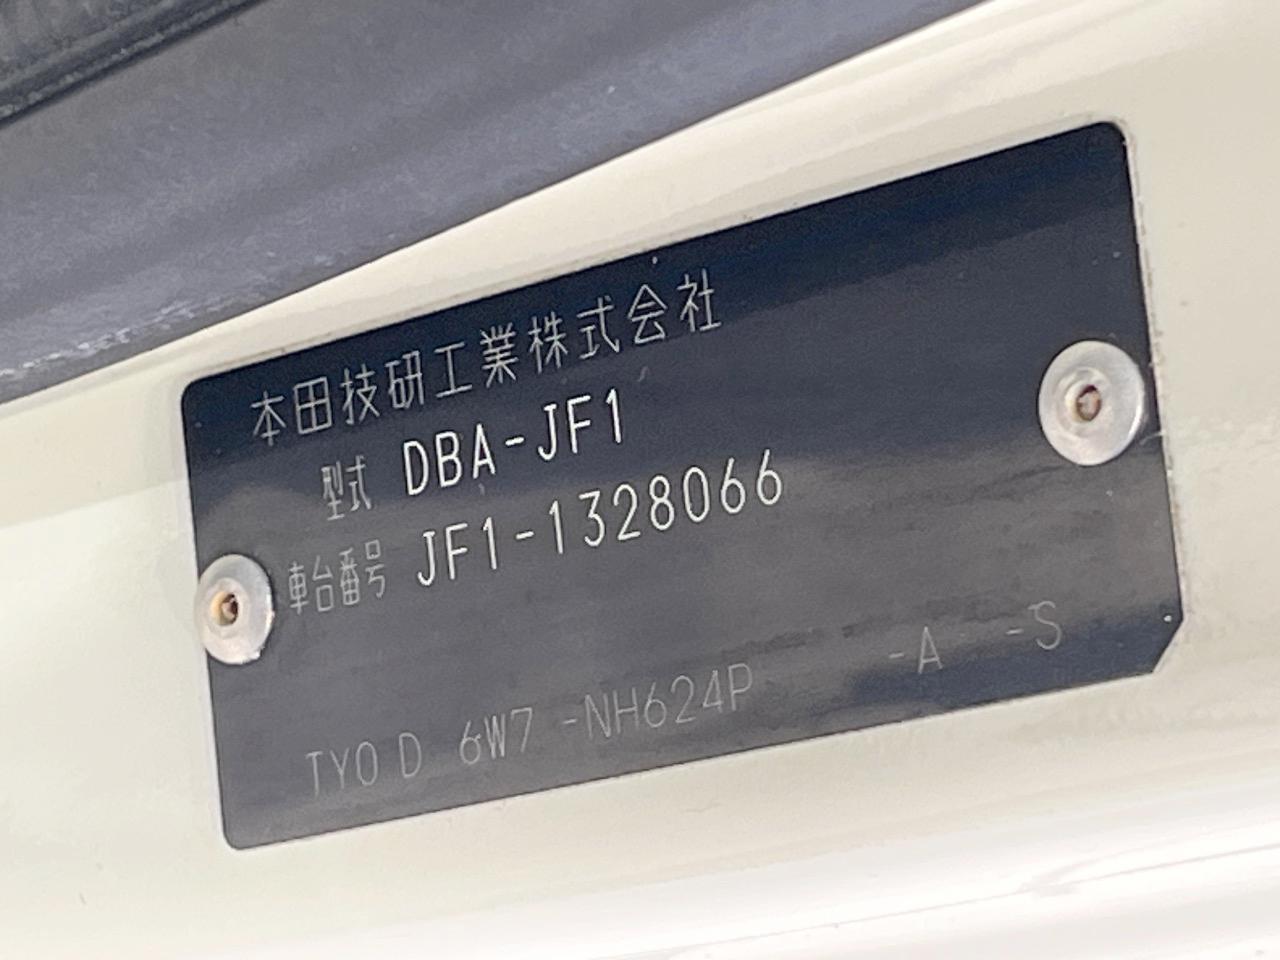 本田技研工業株式会社
型式 DBA-JF1
車台番号 JF1-1328066
TY0 D 6W7 -NH624P -A -S